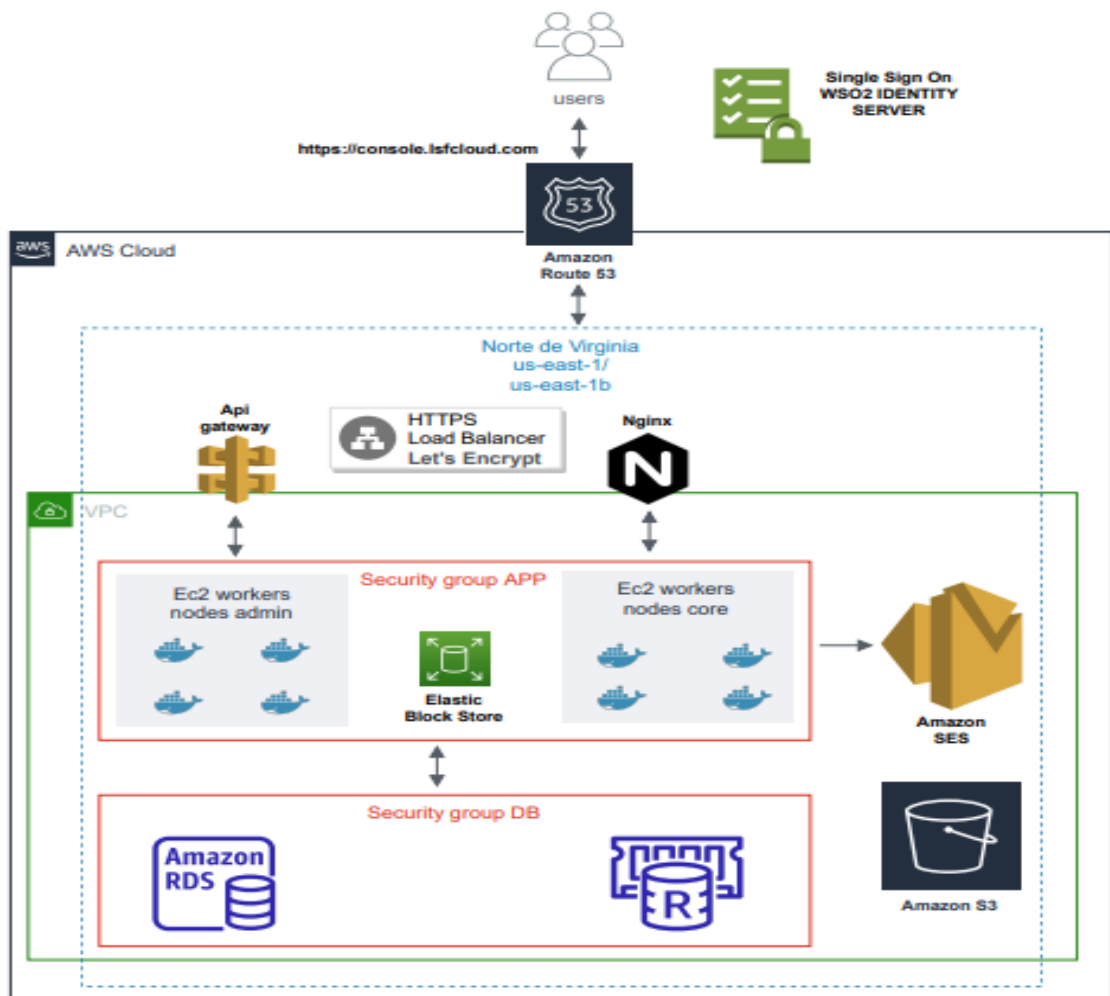 users
Single Sign On
WSO2 IDENTITY
SERVER
https://console.lsfcloud.com
53
aws
AWS Cloud
Amazon
Route 53
Norte de Virginia
us-east-1/
us-east-1b
Api
gateway
HTTPS
Load Balancer
Let's Encrypt
Nginx
N
VPC
Security group APP
Ec2 workers
nodes admin
Ec2 workers
nodes core
Elastic
Block Store
Amazon
SES
Security group DB
Amazon
RDS
R
Amazon S3